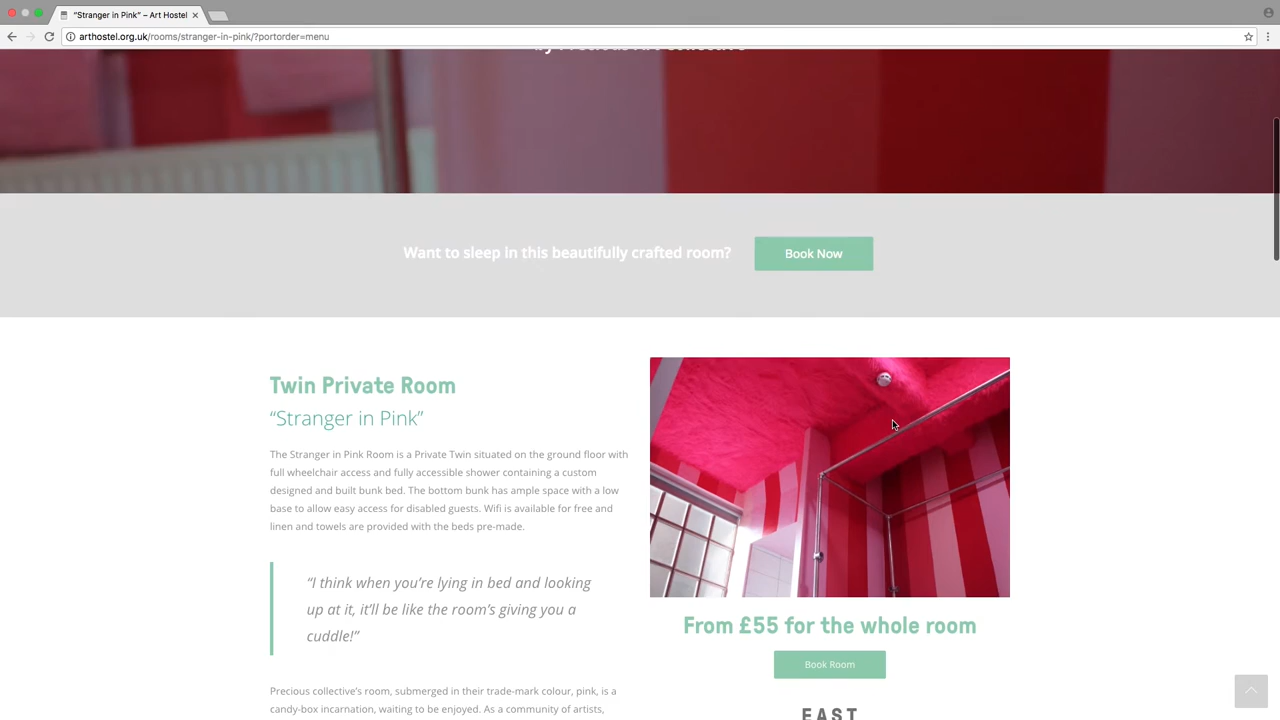 "Stranger in Pink" – Art Hostel
arthostel.org.uk/rooms/stranger-in-pink/?portorder=menu
by Precious Art Collective
Want to sleep in this beautifully crafted room?
Book Now
Twin Private Room
“Stranger in Pink”
The Stranger in Pink Room is a Private Twin situated on the ground floor with
full wheelchair access and fully accessible shower containing a custom
designed and built bunk bed. The bottom bunk has ample space with a low
base to allow easy access for disabled guests. Wifi is available for free and
linen and towels are provided with the beds pre-made.
“I think when you’re lying in bed and looking
up at it, it’ll be like the room’s giving you a
cuddle!”
Precious collective’s room, submerged in their trade-mark colour, pink, is a
candy-box incarnation, waiting to be enjoyed. As a community of artists,
From £55 for the whole room
Book Room
EAST